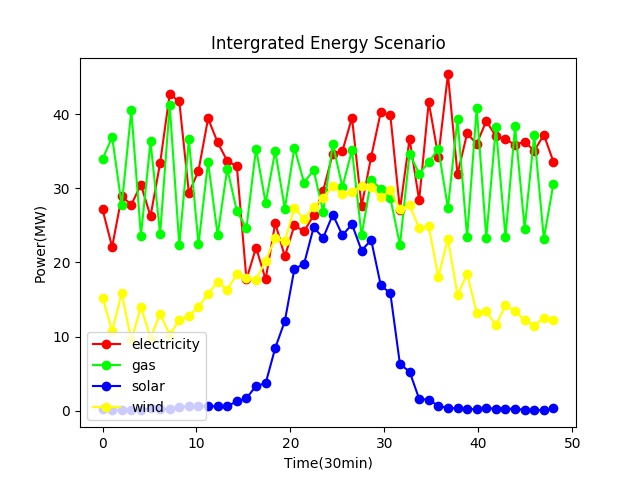 Intergrated Energy Scenario
Power(MW)
40
30
20
10
0
electricity
gas
solar
wind
0 10 20 30 40 50
Time(30min)